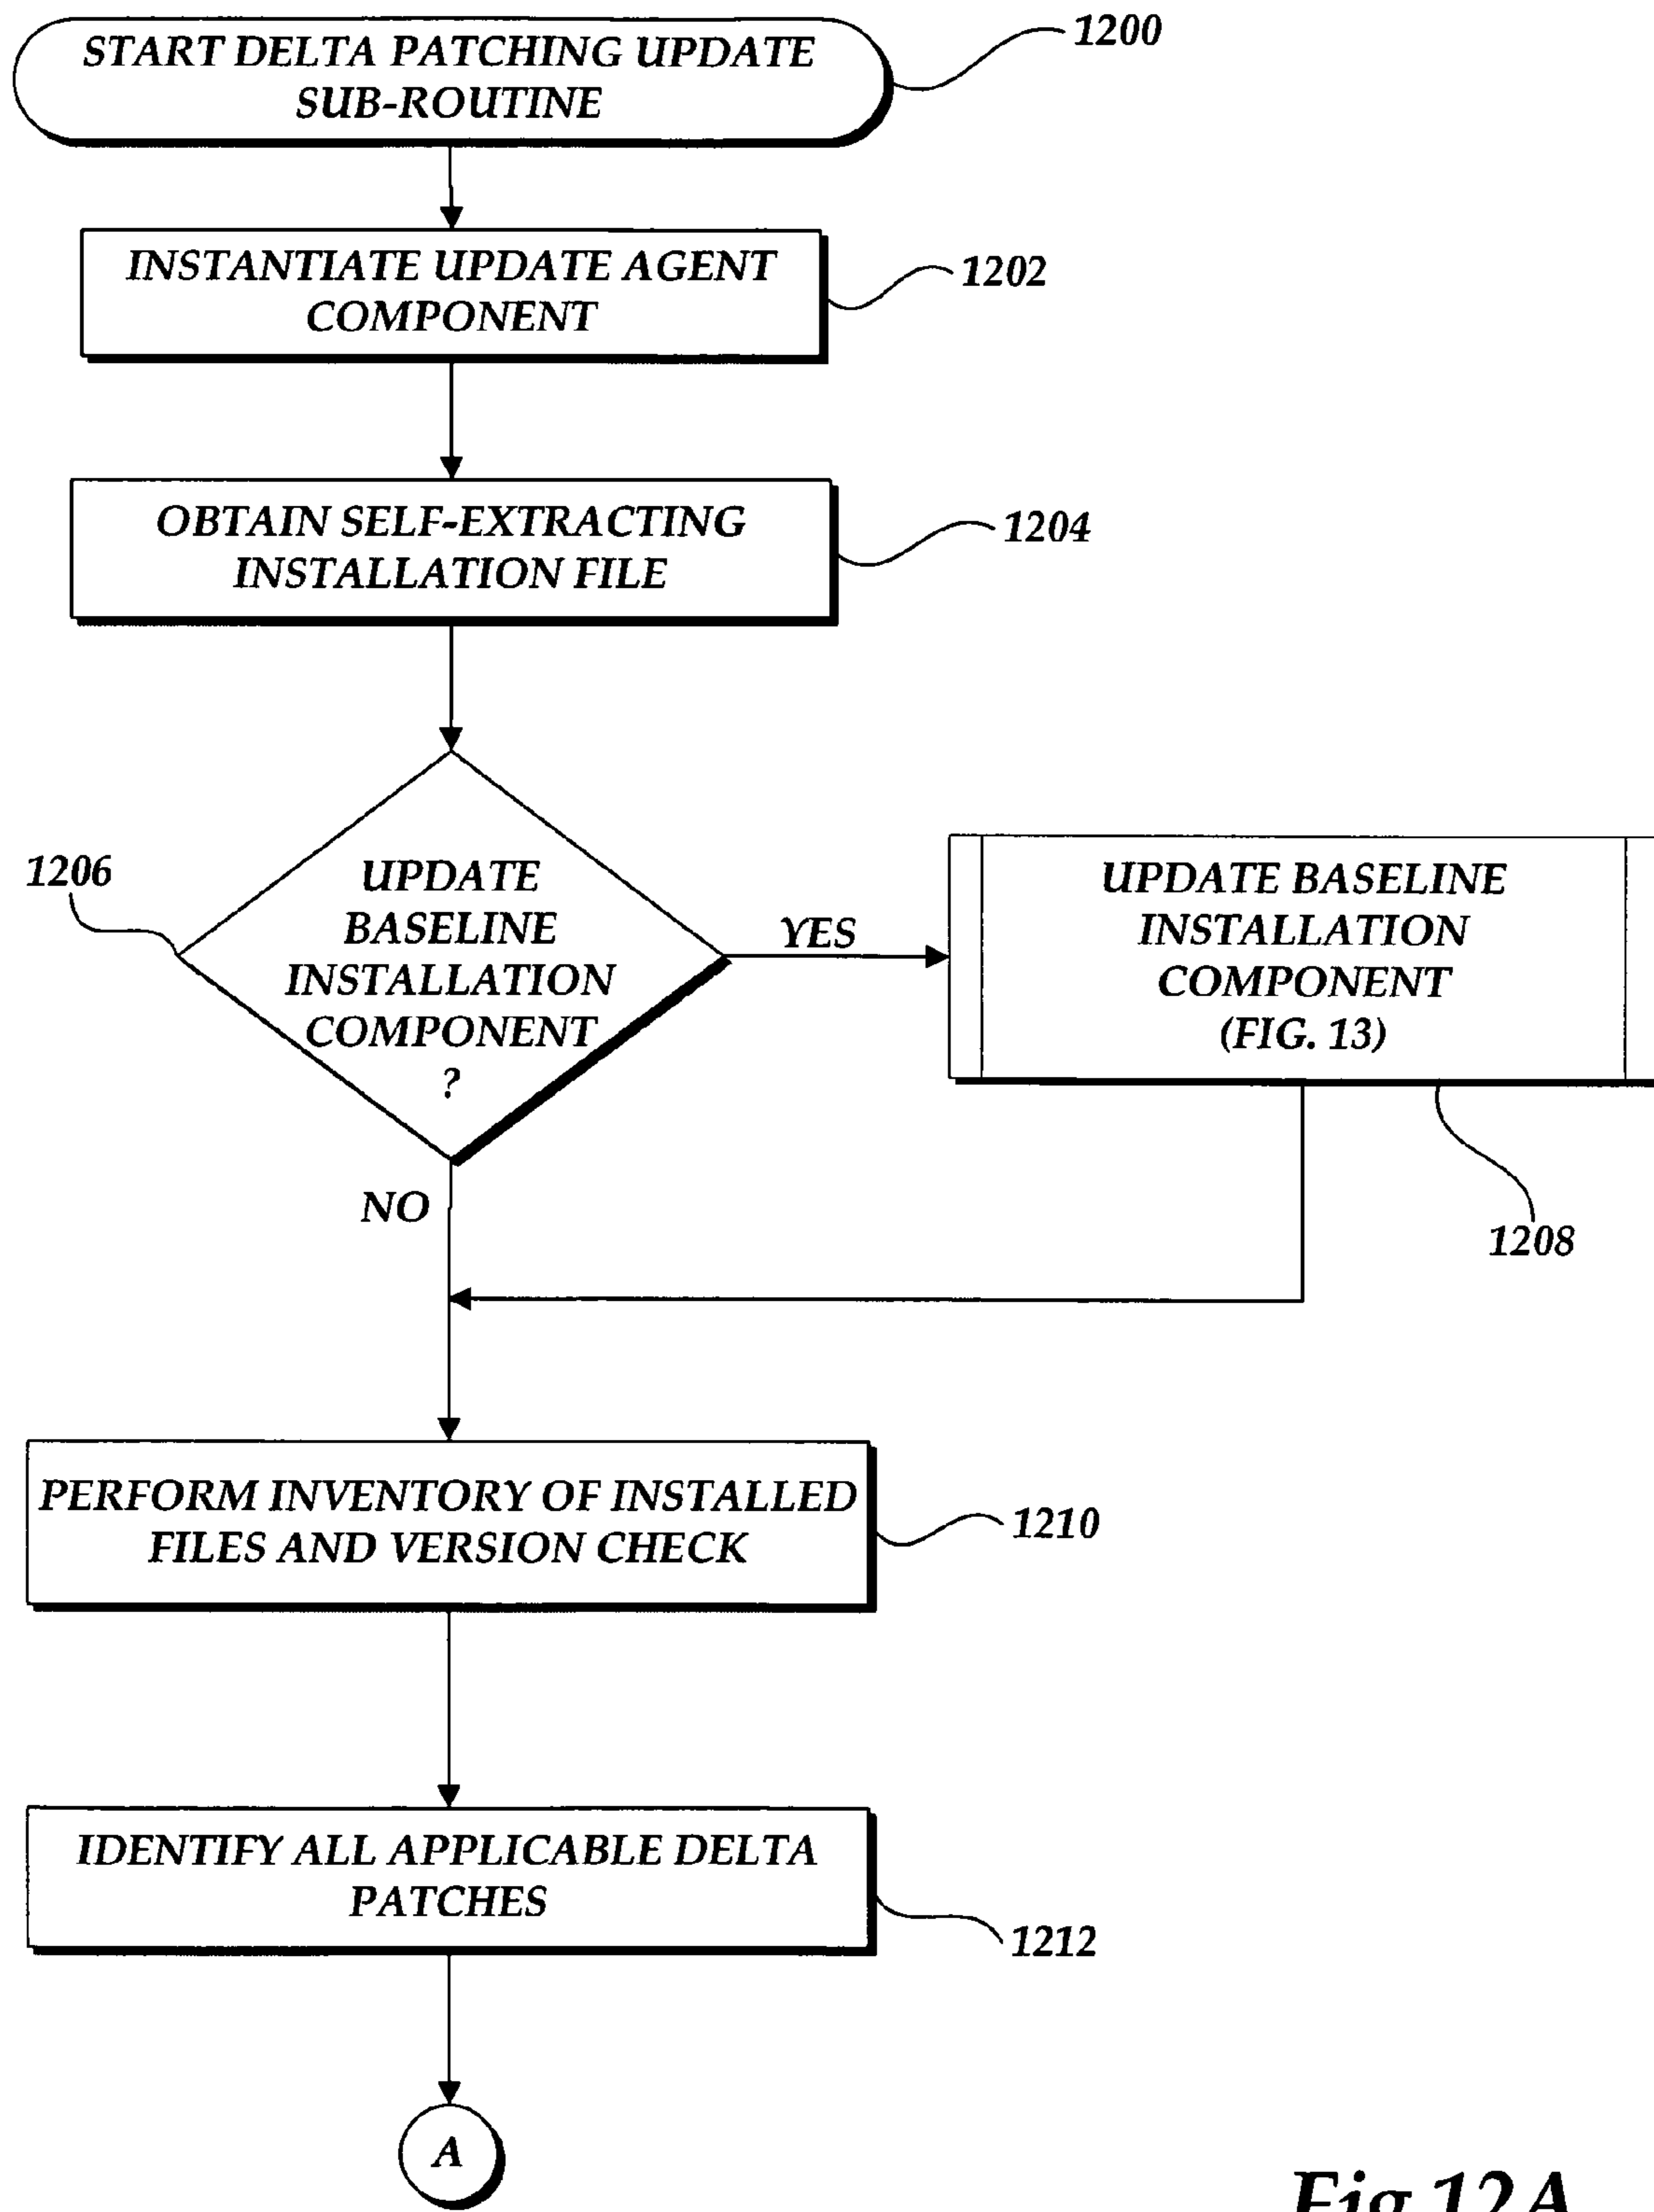 START DELTA PATCHING UPDATE
SUB-ROUTINE
1200
INSTANTIATE UPDATE AGENT
COMPONENT
1202
OBTAIN SELF-EXTRACTING
INSTALLATION FILE
1204
1206
UPDATE
BASELINE
INSTALLATION
COMPONENT
?
YES
UPDATE BASELINE
INSTALLATION
COMPONENT
(FIG. 13)
1208
NO
PERFORM INVENTORY OF INSTALLED
FILES AND VERSION CHECK
1210
IDENTIFY ALL APPLICABLE DELTA
PATCHES
1212
A
Fig.12A.